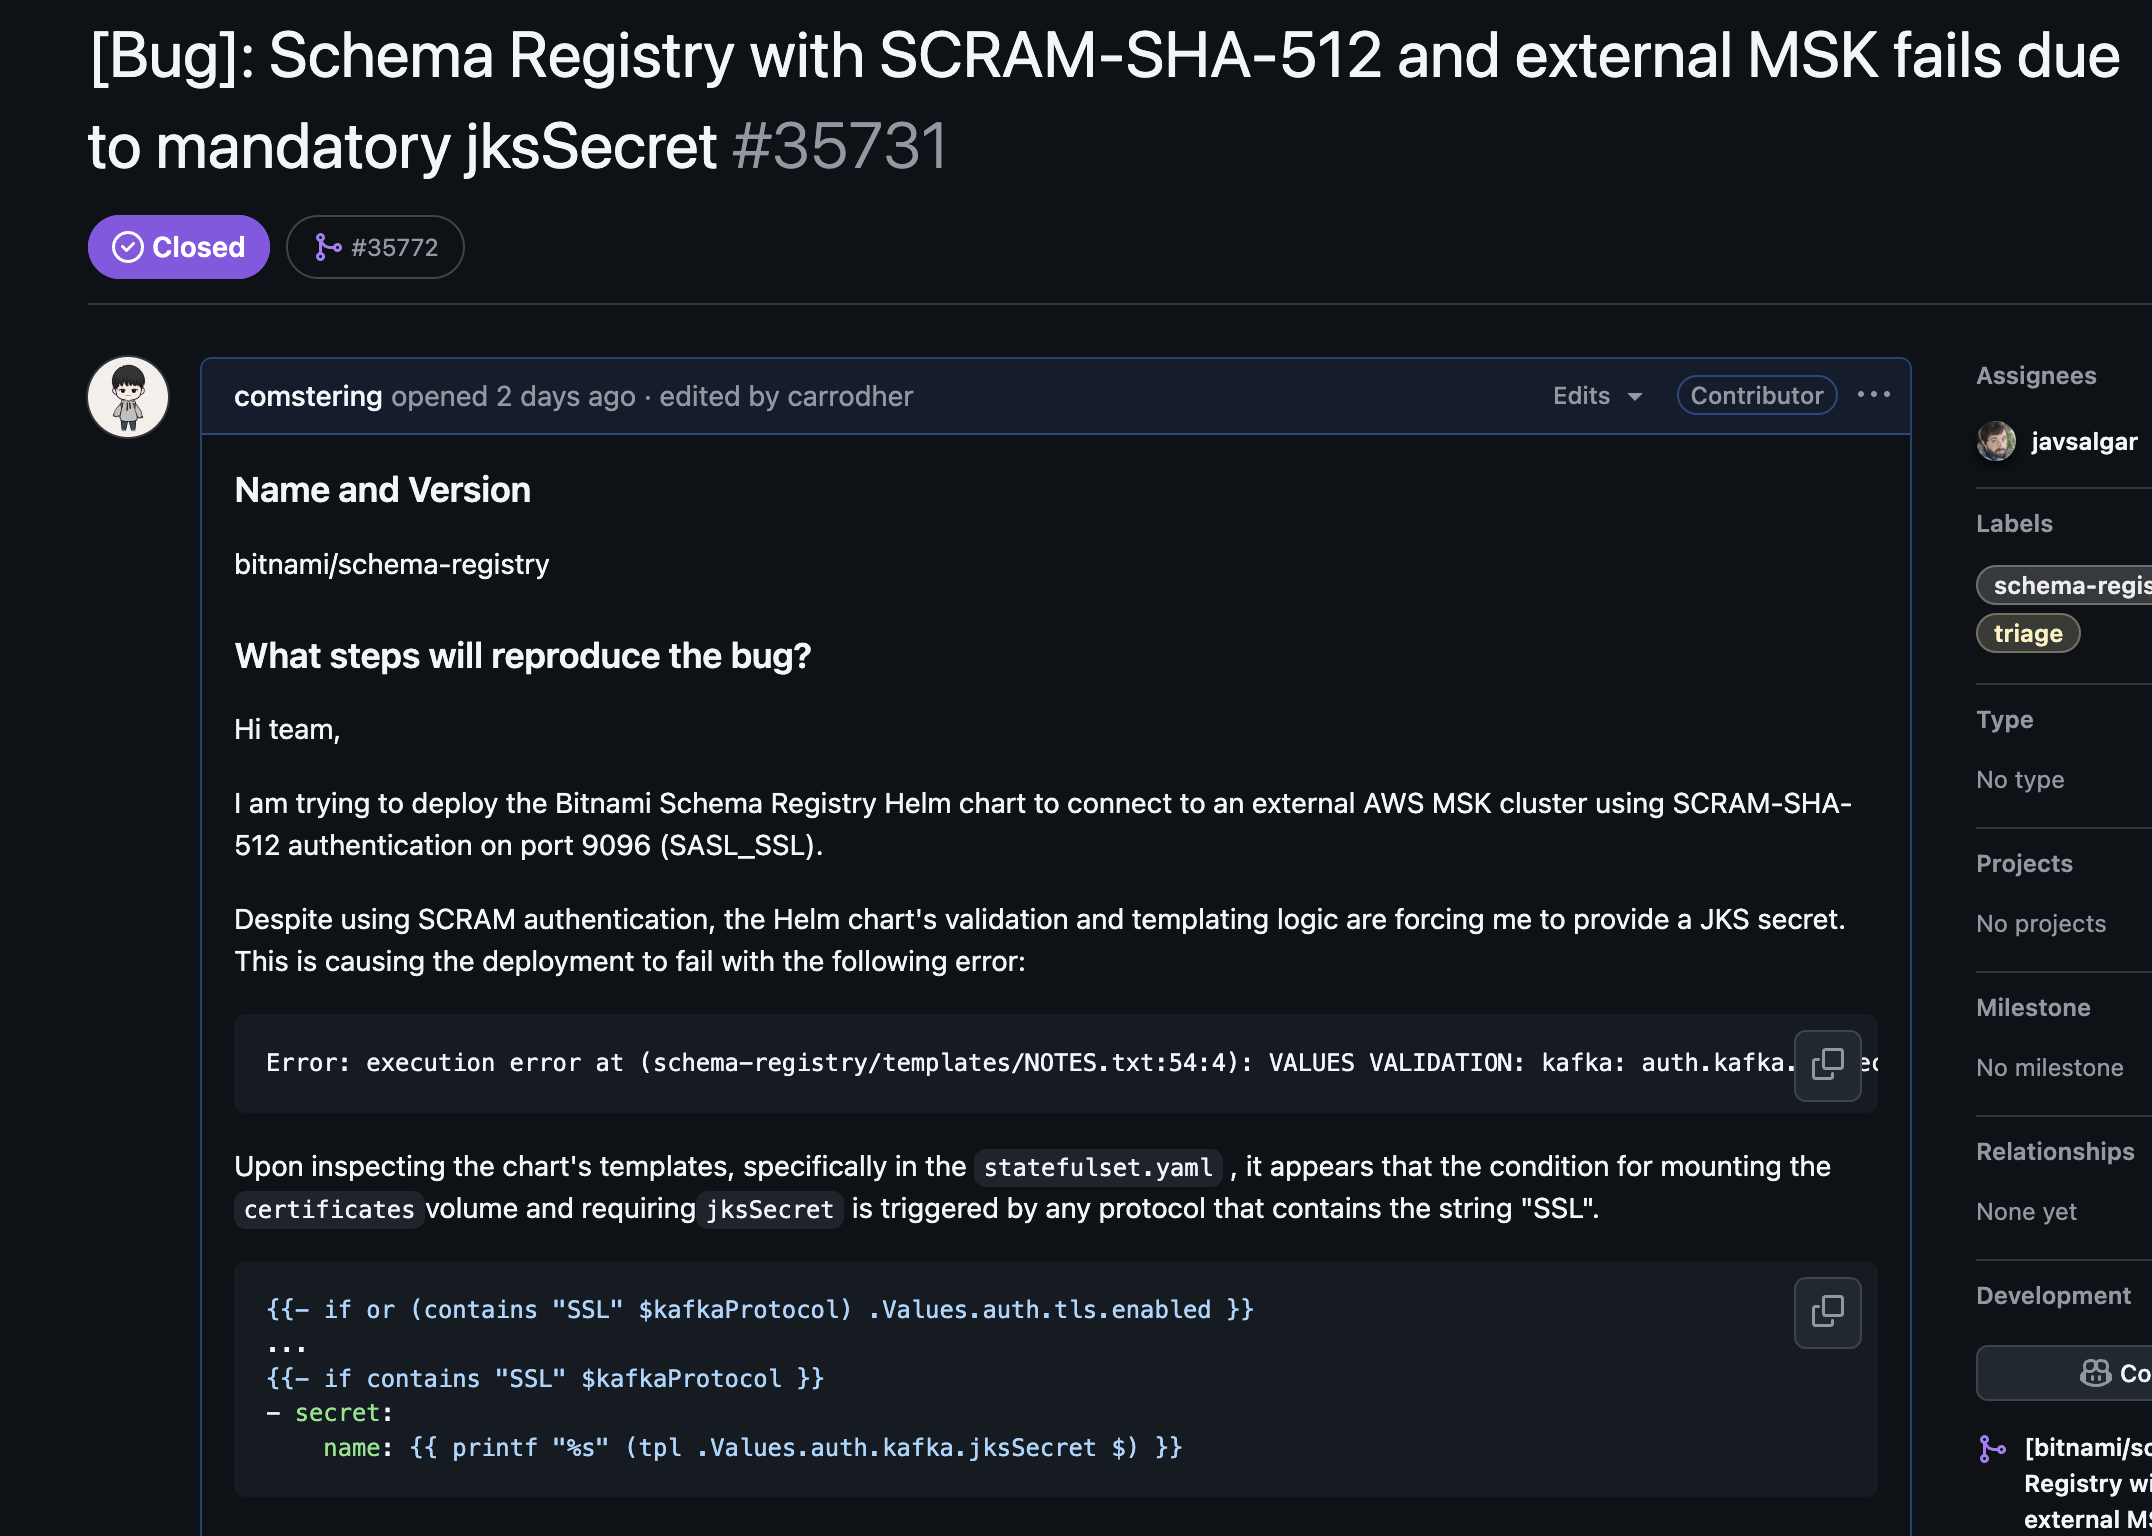 [Bug]: Schema Registry with SCRAM-SHA-512 and external MSK fails due
to mandatory jksSecret #35731
Closed
#35772
comstering opened 2 days ago · edited by carrodher
Edits
Contributor
Name and Version
bitnami/schema-registry
What steps will reproduce the bug?
Hi team,
I am trying to deploy the Bitnami Schema Registry Helm chart to connect to an external AWS MSK cluster using SCRAM-SHA-
512 authentication on port 9096 (SASL_SSL).
Despite using SCRAM authentication, the Helm chart's validation and templating logic are forcing me to provide a JKS secret.
This is causing the deployment to fail with the following error:
Error: execution error at (schema-registry/templates/NOTES.txt:54:4): VALUES VALIDATION: kafka: auth.kafka.
Upon inspecting the chart's templates, specifically in the statefulset.yaml , it appears that the condition for mounting the
certificates volume and requiring jksSecret is triggered by any protocol that contains the string "SSL".
{{- if or (contains "SSL" $kafkaProtocol) .Values.auth.tls.enabled }}
...
{{- if contains "SSL" $kafkaProtocol }}
- secret:
    name: {{ printf "%s" (tpl .Values.auth.kafka.jksSecret $) }}
Assignees
javsalgar
Labels
schema-regis
triage
Type
No type
Projects
No projects
Milestone
No milestone
Relationships
None yet
Development
Co
[bitnami/sc
Registry wi
external MS